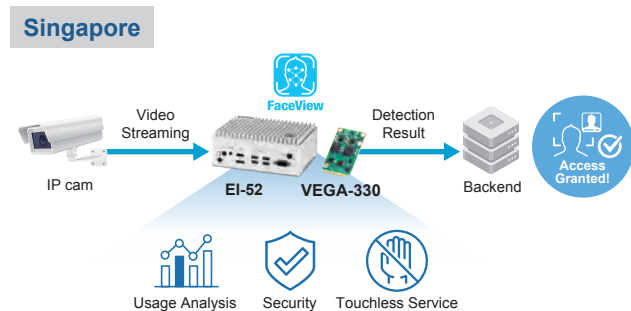 Singapore
FaceView
Video
Streaming
Detection
Result
IP cam
EI-52
VEGA-330
Backend
Access
Granted!
Usage Analysis
Security
Touchless Service